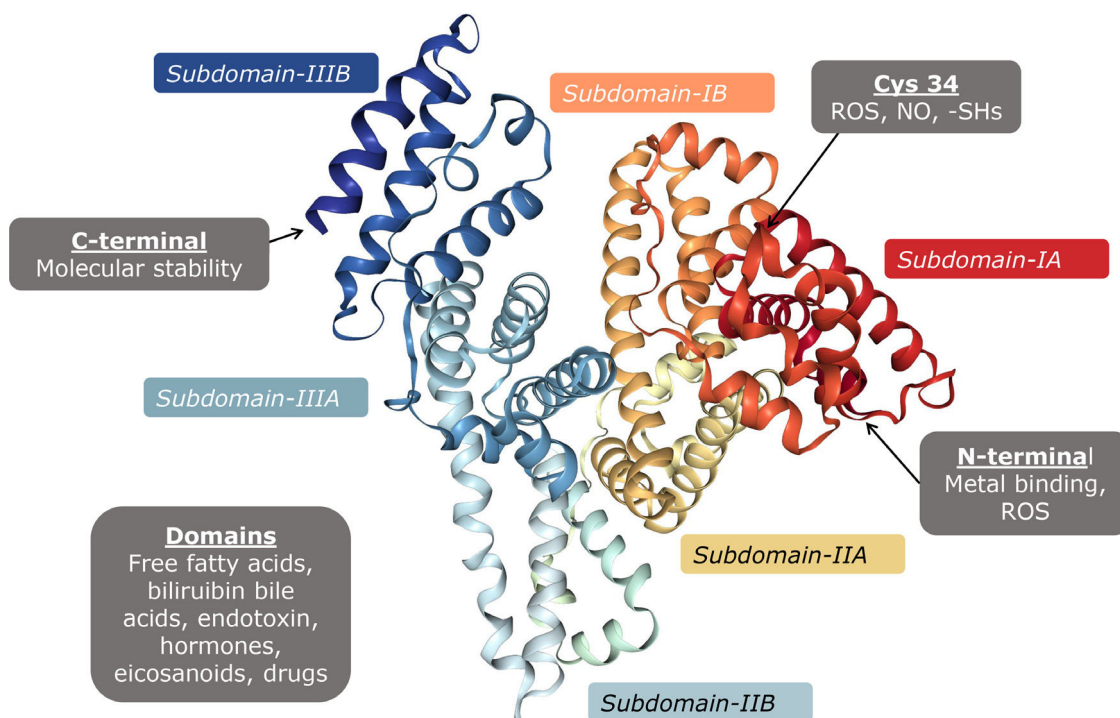 Subdomain-IIIB
Subdomain-IB
Cys 34
ROS, NO, -SHs
C-terminal
Molecular stability
Subdomain-IA
Subdomain-IIIA
N-terminal
Metal binding,
ROS
Domains
Free fatty acids,
biliruibin bile
acids, endotoxin,
hormones,
eicosanoids, drugs
Subdomain-IIA
Subdomain-IIB